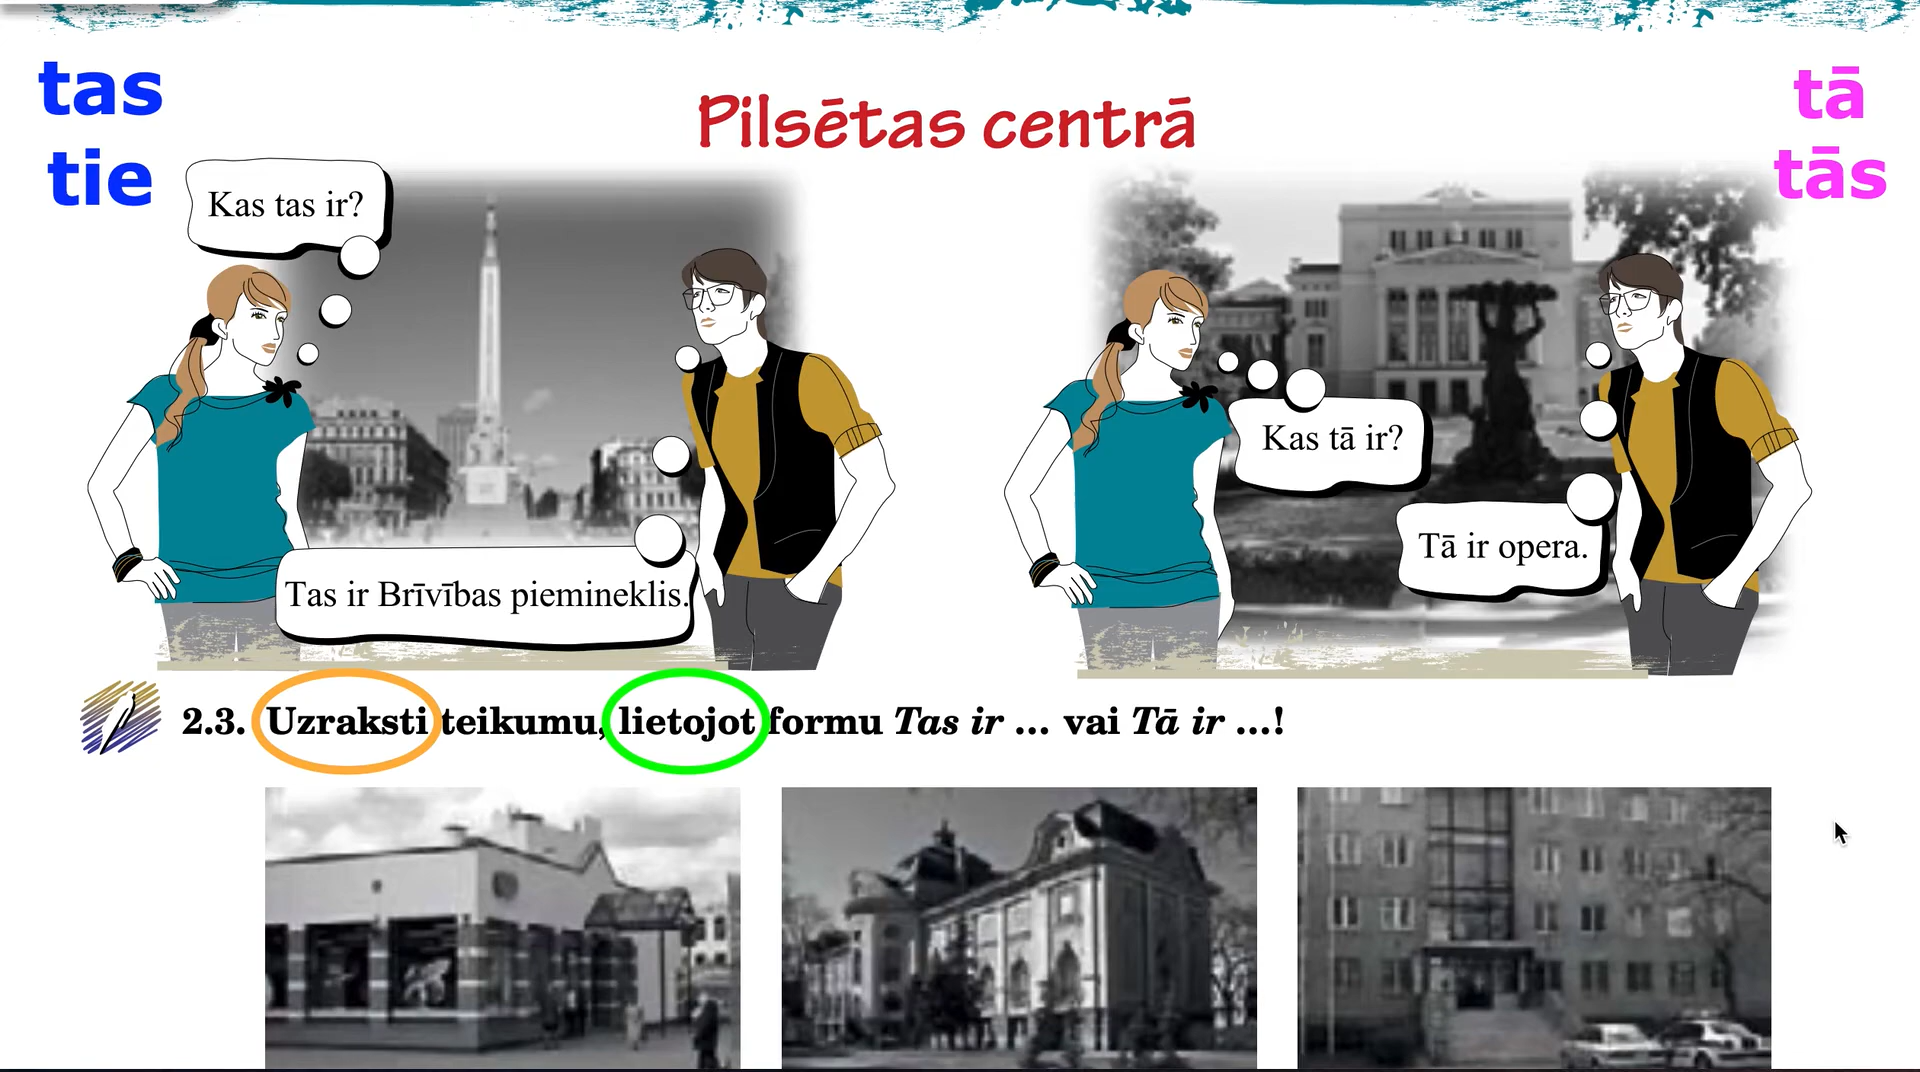 tas
tie
Pilsētas centrā
tā
tās
Kas tas ir?
Tas ir Brīvības piemineklis.
Kas tā ir?
Tā ir opera.
2.3. Uzraksti teikumu, lietojot formu Tas ir ... vai Tā ir ...!